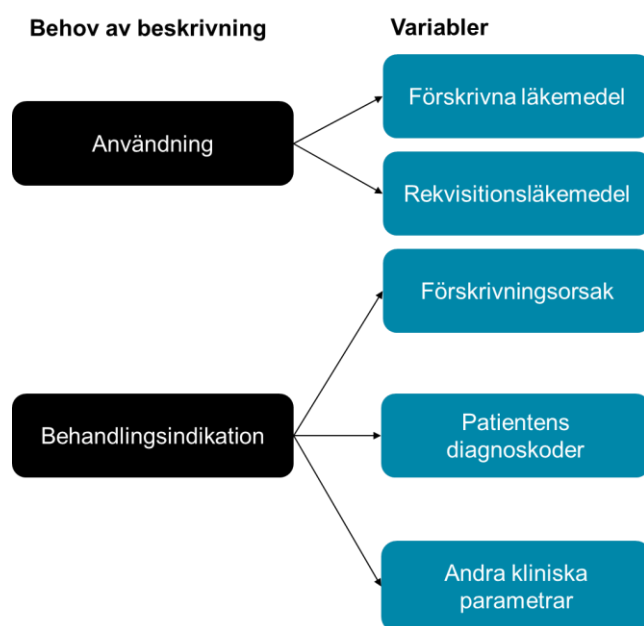 Behov av beskrivning
Variabler
Användning
Förskrivna läkemedel
Rekvisitionsläkemedel
Behandlingsindikation
Förskrivningsorsak
Patientens
diagnoskoder
Andra kliniska
parametrar